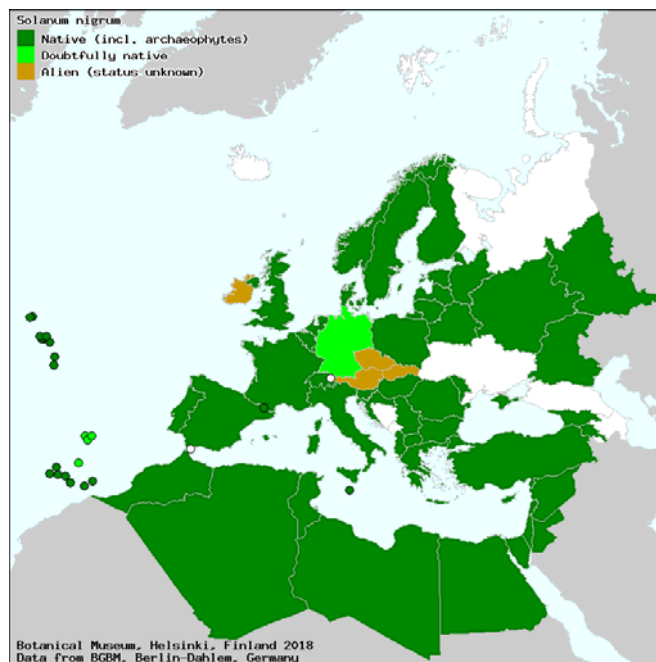 Solanum nigrum
Native (incl. archaeophytes)
Doubtfully native
Alien (status unknown)
Botanical Museum, Helsinki, Finland 2018
Data from BGBM, Berlin-Dahlem, Germany